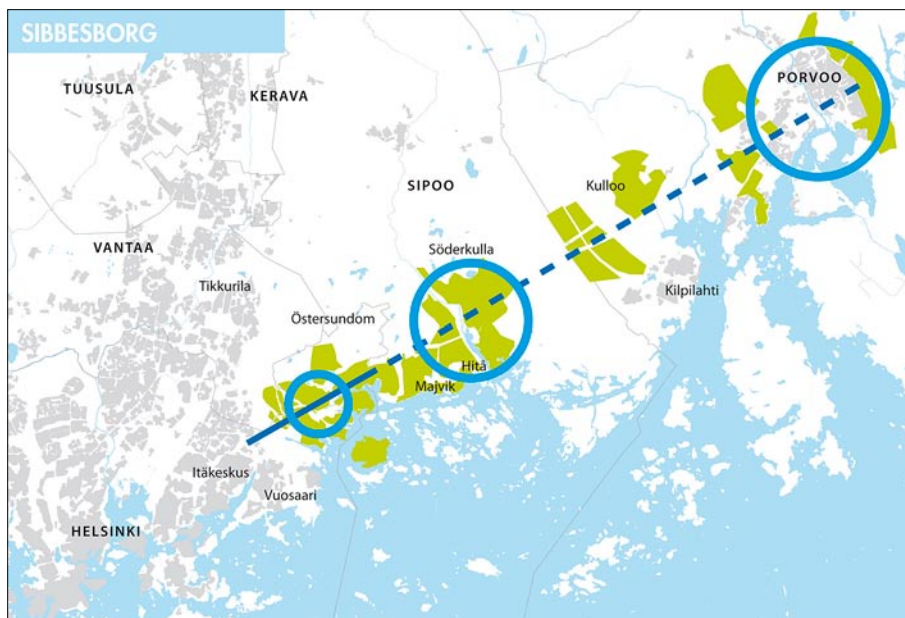 SIBBESBORG
TUUSULA
KERAVA
PORVOO
SIPOO
Kulloo
VANTAA
Söderkulla
Tikkurila
Kilpilahti
Östersundom
Hitå
Majvik
Itäkeskus
Vuosaari
HELSINKI